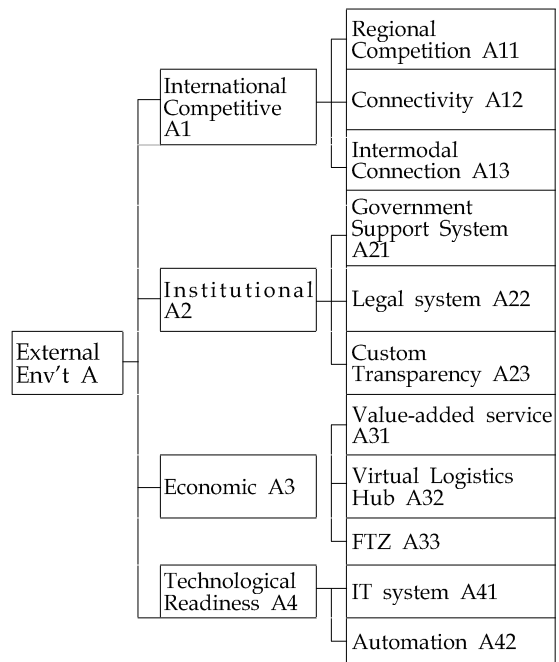 External
Env't A
International
Competitive
A1
Regional
Competition A11
Connectivity A12
Intermodal
Connection A13
Institutional
A2
Government
Support System
A21
Legal system A22
Custom
Transparency A23
Economic A3
Value-added service
A31
Virtual Logistics
Hub A32
FTZ A33
Technological
Readiness A4
IT system A41
Automation A42